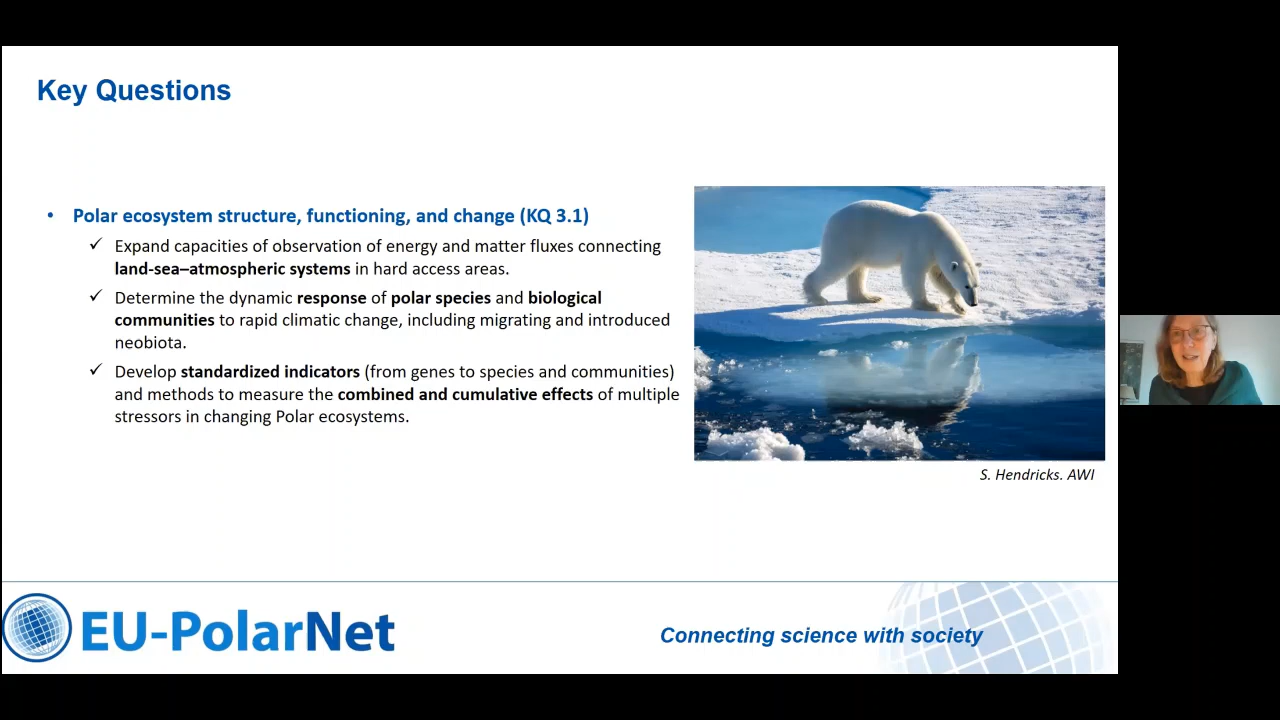 Key Questions
• Polar ecosystem structure, functioning, and change (KQ 3.1)
✓ Expand capacities of observation of energy and matter fluxes connecting
land-sea–atmospheric systems in hard access areas.
✓ Determine the dynamic response of polar species and biological
communities to rapid climatic change, including migrating and introduced
neobiota.
✓ Develop standardized indicators (from genes to species and communities)
and methods to measure the combined and cumulative effects of multiple
stressors in changing Polar ecosystems.
S. Hendricks. AWI
EU-PolarNet
Connecting science with society